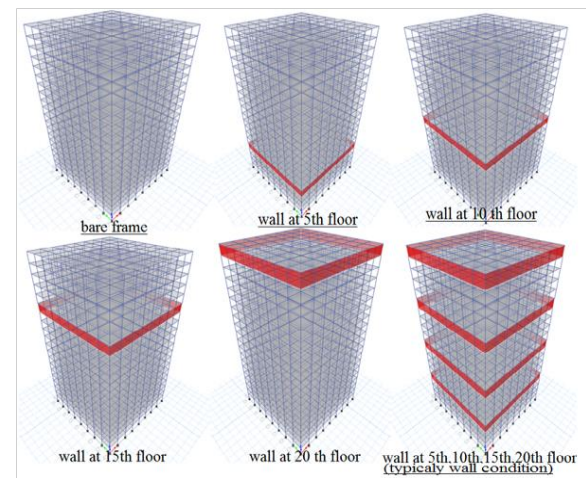 bare frame
wall at 5th floor
wall at 10 th floor
wall at 15th floor
wall at 20 th floor
wall at 5th,10th,15th,20th floor
(typicaly wall condition)